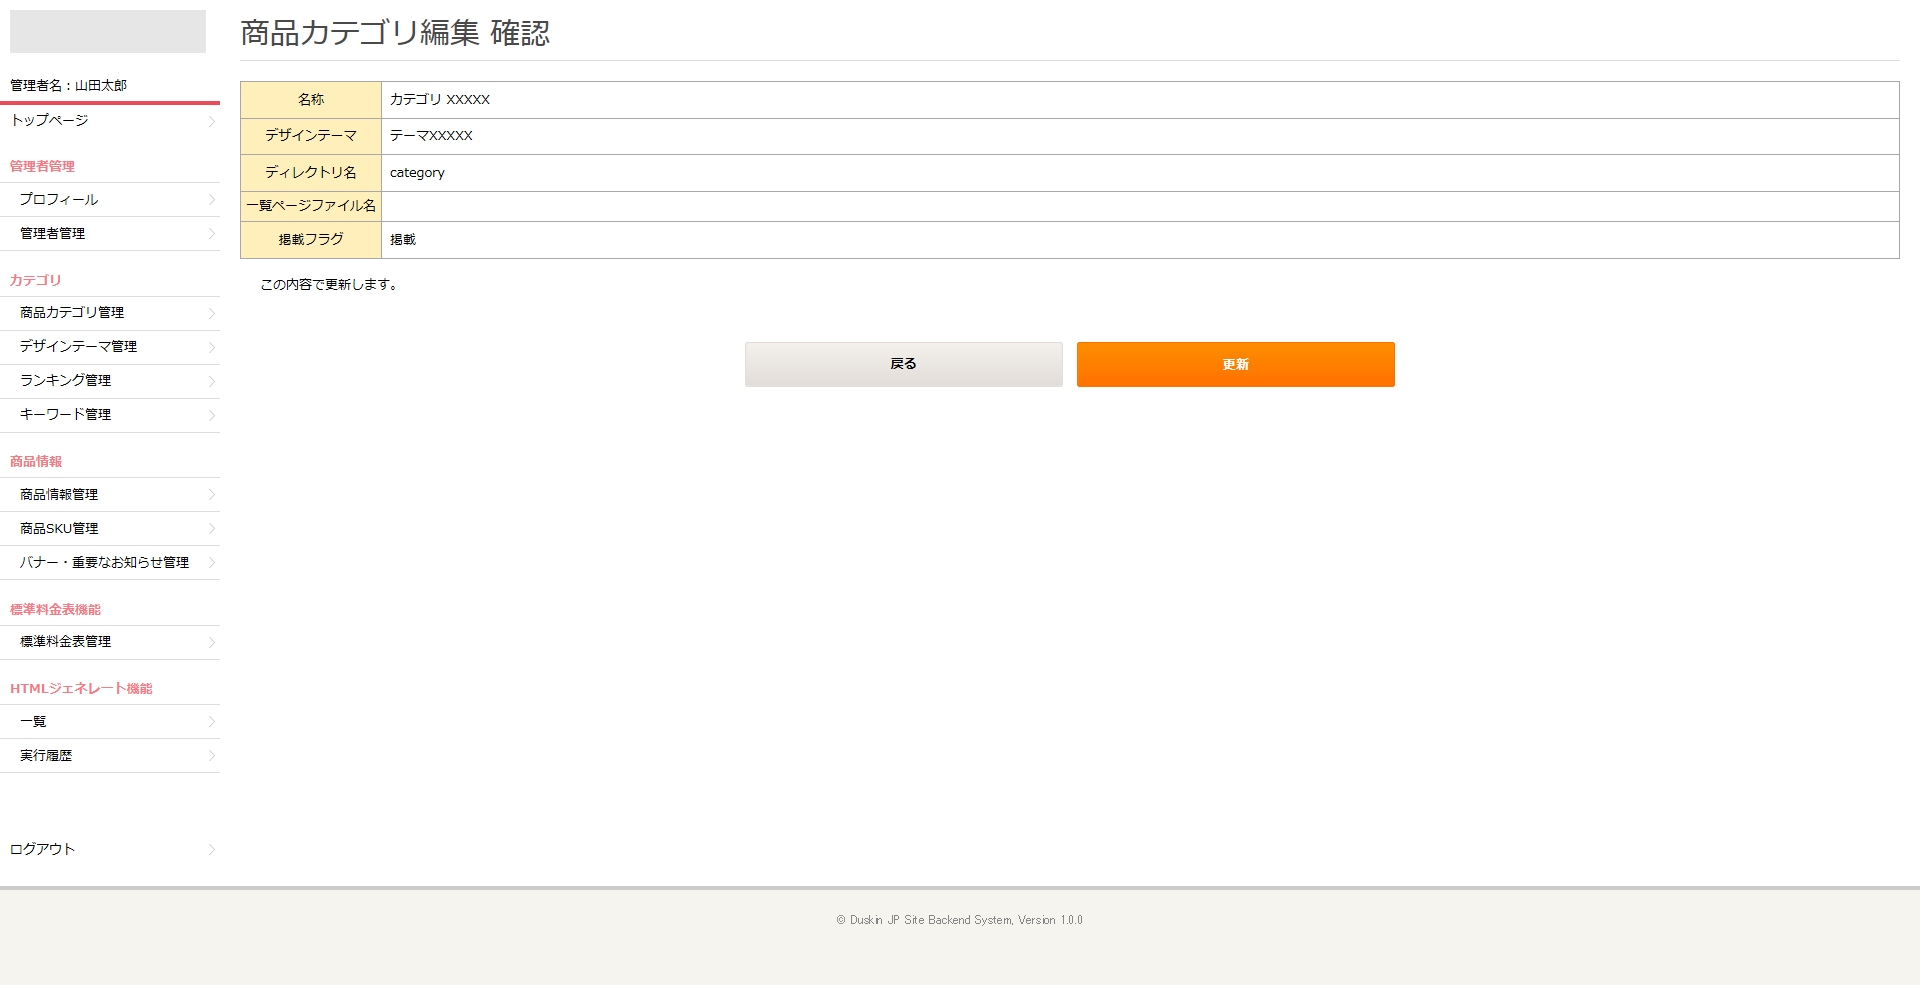 商品カテゴリ編集 確認
管理者名：山田太郎
トップページ
管理者管理
プロフィール
管理者管理
カテゴリ
商品カテゴリ管理
デザインテーマ管理
ランキング管理
キーワード管理
商品情報
商品情報管理
商品SKU管理
バナー・重要なお知らせ管理
標準料金表機能
標準料金表管理
HTMLジェネレート機能
一覧
実行履歴
ログアウト
名称 カテゴリ XXXXX
デザインテーマ テーマXXXXX
ディレクトリ名 category
一覧ページファイル名
掲載フラグ 掲載
この内容で更新します。
戻る 更新
© Duskin JP Site Backend System, Version 1.0.0